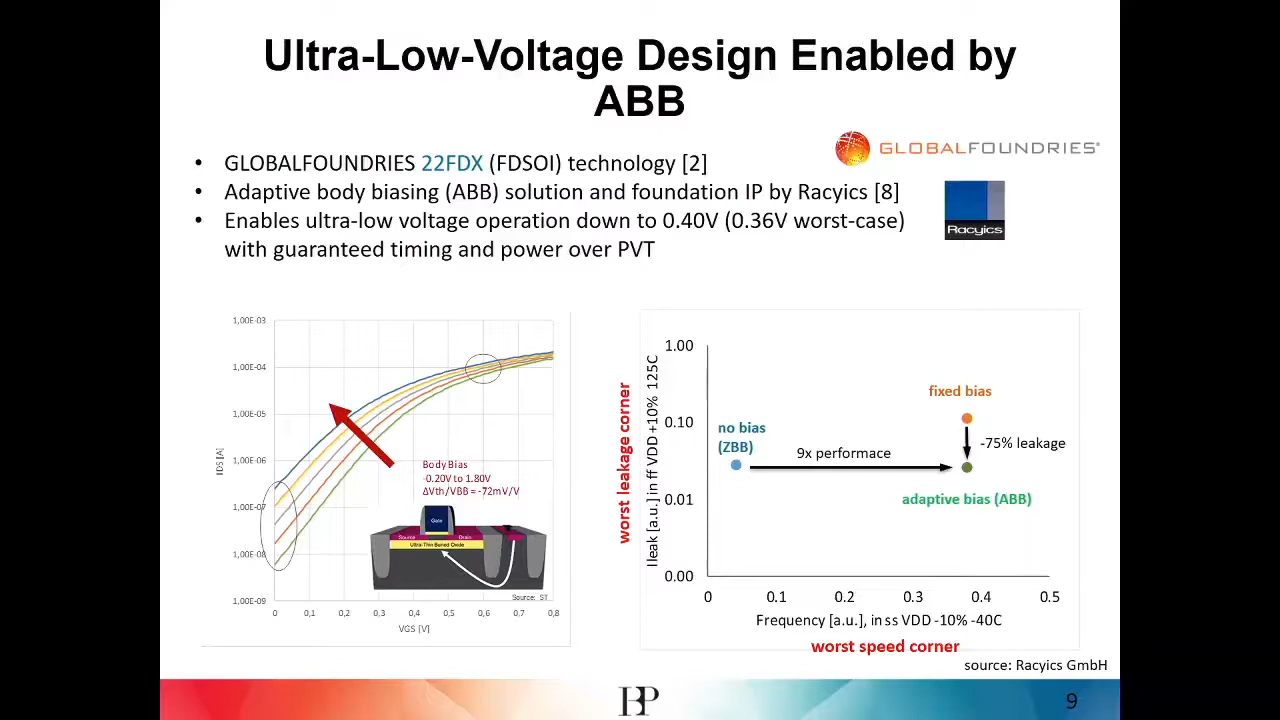 Ultra-Low-Voltage Design Enabled by
ABB
GLOBALFOUNDRIES®
• GLOBALFOUNDRIES 22FDX (FDSOI) technology [2]
• Adaptive body biasing (ABB) solution and foundation IP by Racyics [8]
• Enables ultra-low voltage operation down to 0.40V (0.36V worst-case)
with guaranteed timing and power over PVT
Racyics
1,00E-03
1,00E-04
1,00E-05
1,00E-06
1,00E-07
1,00E-08
1,00E-09
IDS [A]
0 0,1 0,2 0,3 0,4 0,5 0,6 0,7 0,8
VGS [V]
Body Bias
-0.20V to 1.80V
ΔVth/VBB = -72mV/V
Gate
Source
Drain
Ultra-Thin Buried Oxide
Source: ST
worst leakage corner
Ileak [a.u.] in ff VDD +10% 125C
1.00
0.10
0.01
0.00
no bias
(ZBB)
9x performace
fixed bias
-75% leakage
adaptive bias (ABB)
0 0.1 0.2 0.3 0.4 0.5
Frequency [a.u.], in ss VDD -10% -40C
worst speed corner
source: Racyics GmbH
HP
9